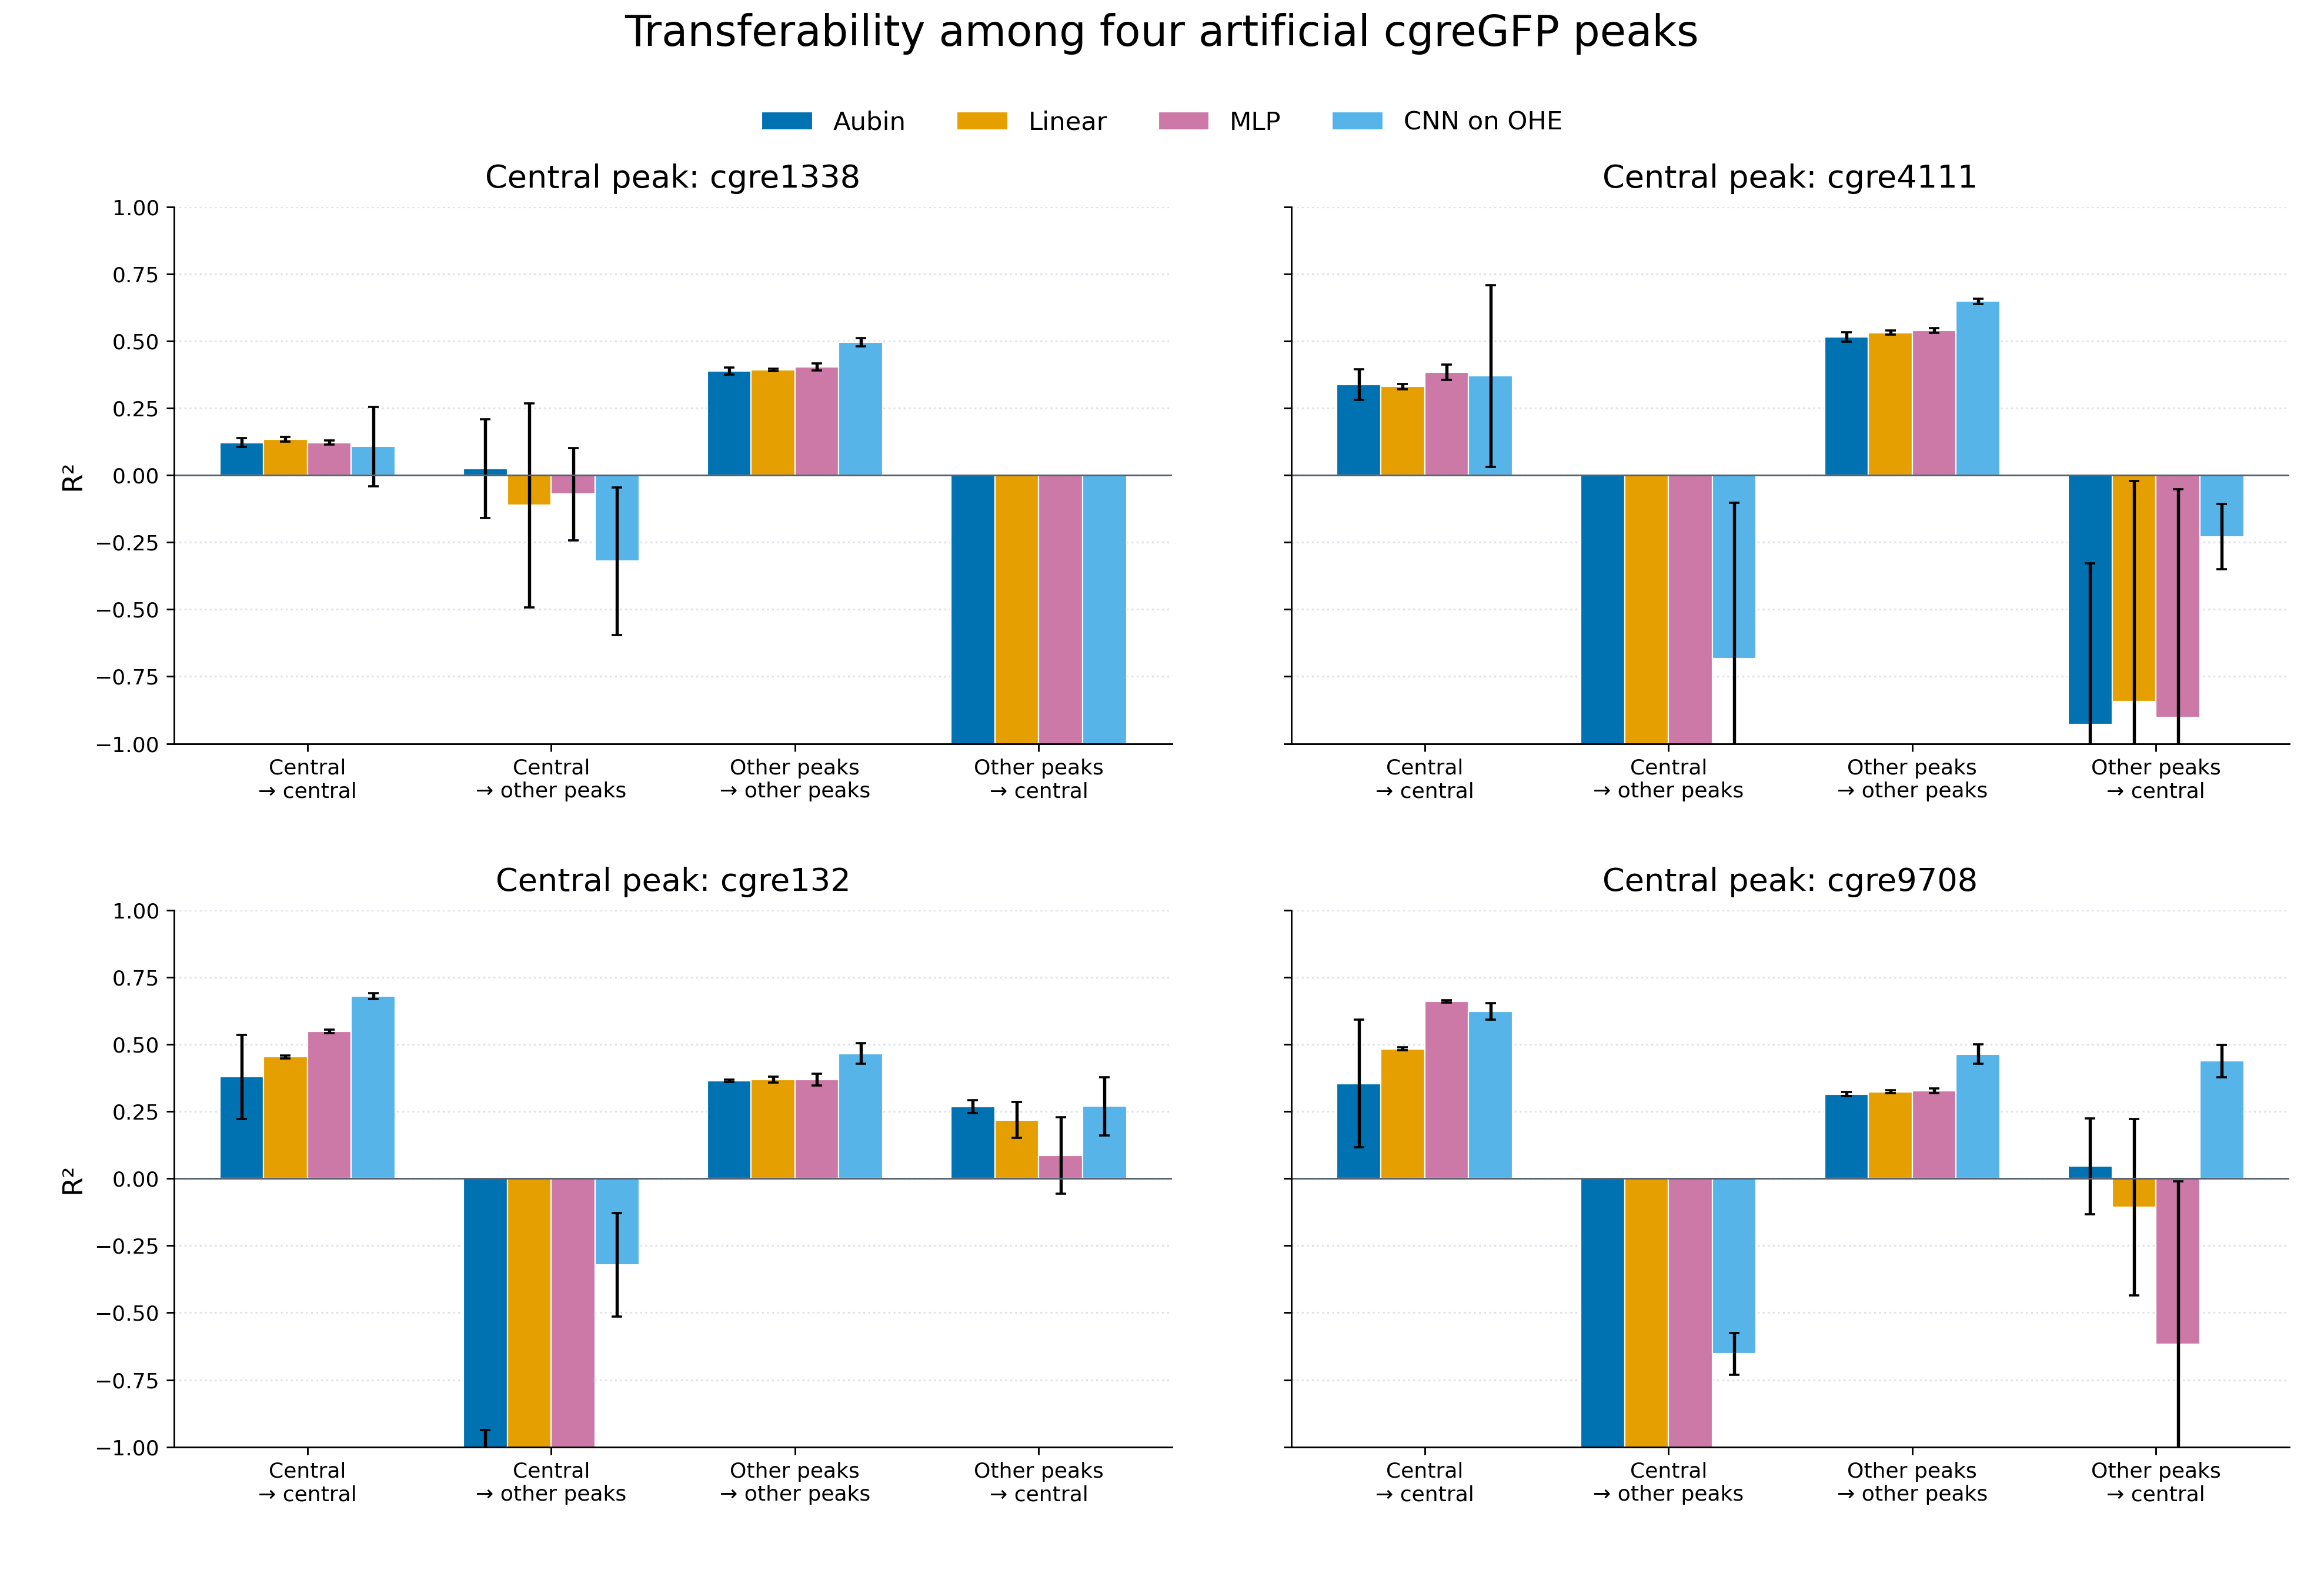 Transferability among four artificial cgreGFP peaks
Aubin Linear MLP CNN on OHE
Central peak: cgre1338
R²
1.00
0.75
0.50
0.25
0.00
−0.25
−0.50
−0.75
−1.00
Central
→ central
Central
→ other peaks
Other peaks
→ other peaks
Other peaks
→ central
Central peak: cgre4111
Central
→ central
Central
→ other peaks
Other peaks
→ other peaks
Other peaks
→ central
Central peak: cgre132
R²
1.00
0.75
0.50
0.25
0.00
−0.25
−0.50
−0.75
−1.00
Central
→ central
Central
→ other peaks
Other peaks
→ other peaks
Other peaks
→ central
Central peak: cgre9708
Central
→ central
Central
→ other peaks
Other peaks
→ other peaks
Other peaks
→ central